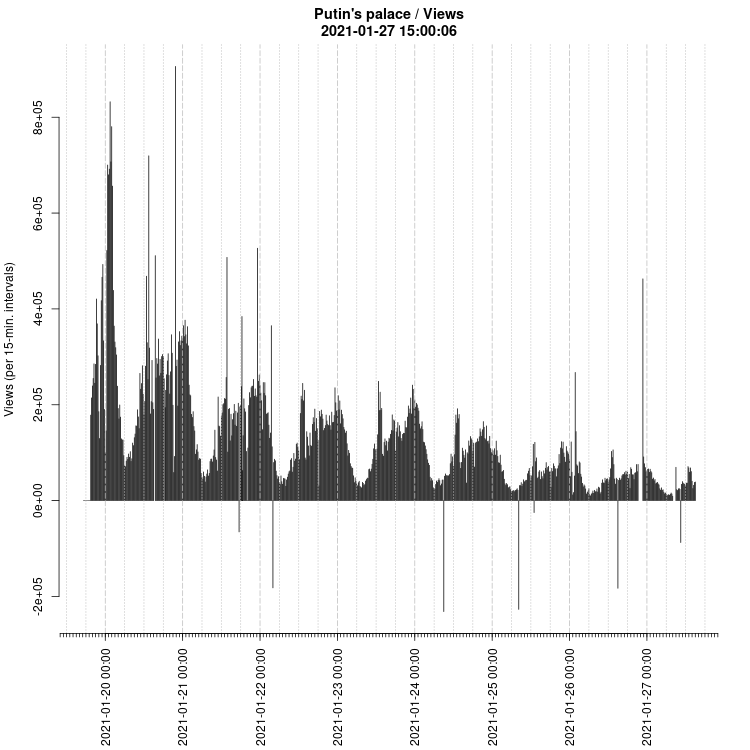 Putin's palace / Views
2021-01-27 15:00:06
Views (per 15-min. intervals)
8e+05
6e+05
4e+05
2e+05
0e+00
-2e+05
2021-01-20 00:00
2021-01-21 00:00
2021-01-22 00:00
2021-01-23 00:00
2021-01-24 00:00
2021-01-25 00:00
2021-01-26 00:00
2021-01-27 00:00